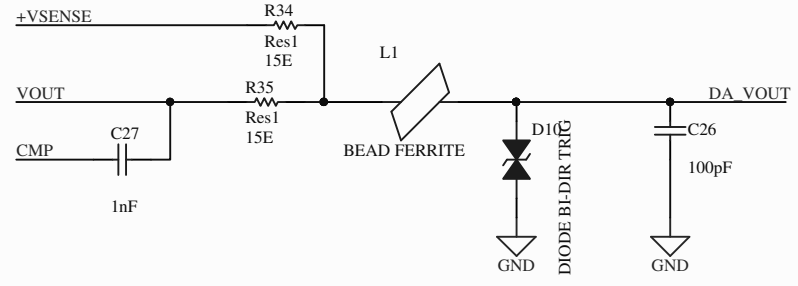 +VSENSE
R34
Res1
15E
L1
VOUT
R35
Res1
15E
DA_VOUT
C27
CMP
1nF
BEAD FERRITE
D10
DIODE BI-DIR TRIG
C26
100pF
GND
GND